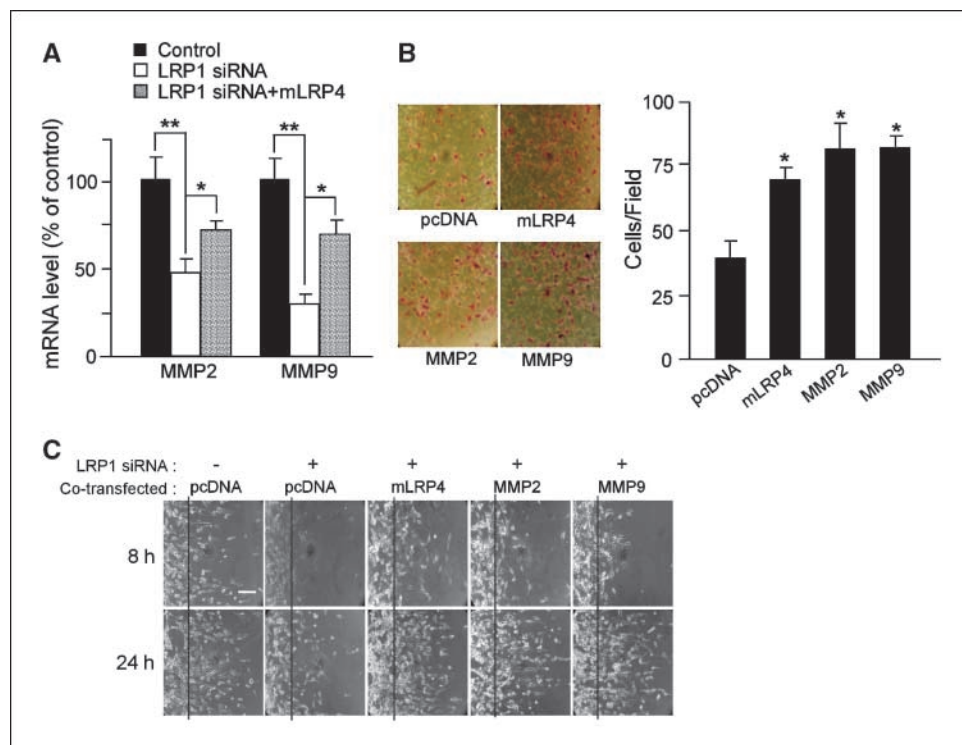 A
Control
LRP1 siRNA
LRP1 siRNA+mLRP4
mRNA level (% of control)
100
50
0
** * ** *
MMP2 MMP9
B
pcDNA mLRP4
MMP2 MMP9
Cells/Field
100
75
50
25
* * *
pcDNA mLRP4 MMP2 MMP9
C
LRP1 siRNA : - + + + +
Co-transfected : pcDNA pcDNA mLRP4 MMP2 MMP9
8 h
24 h